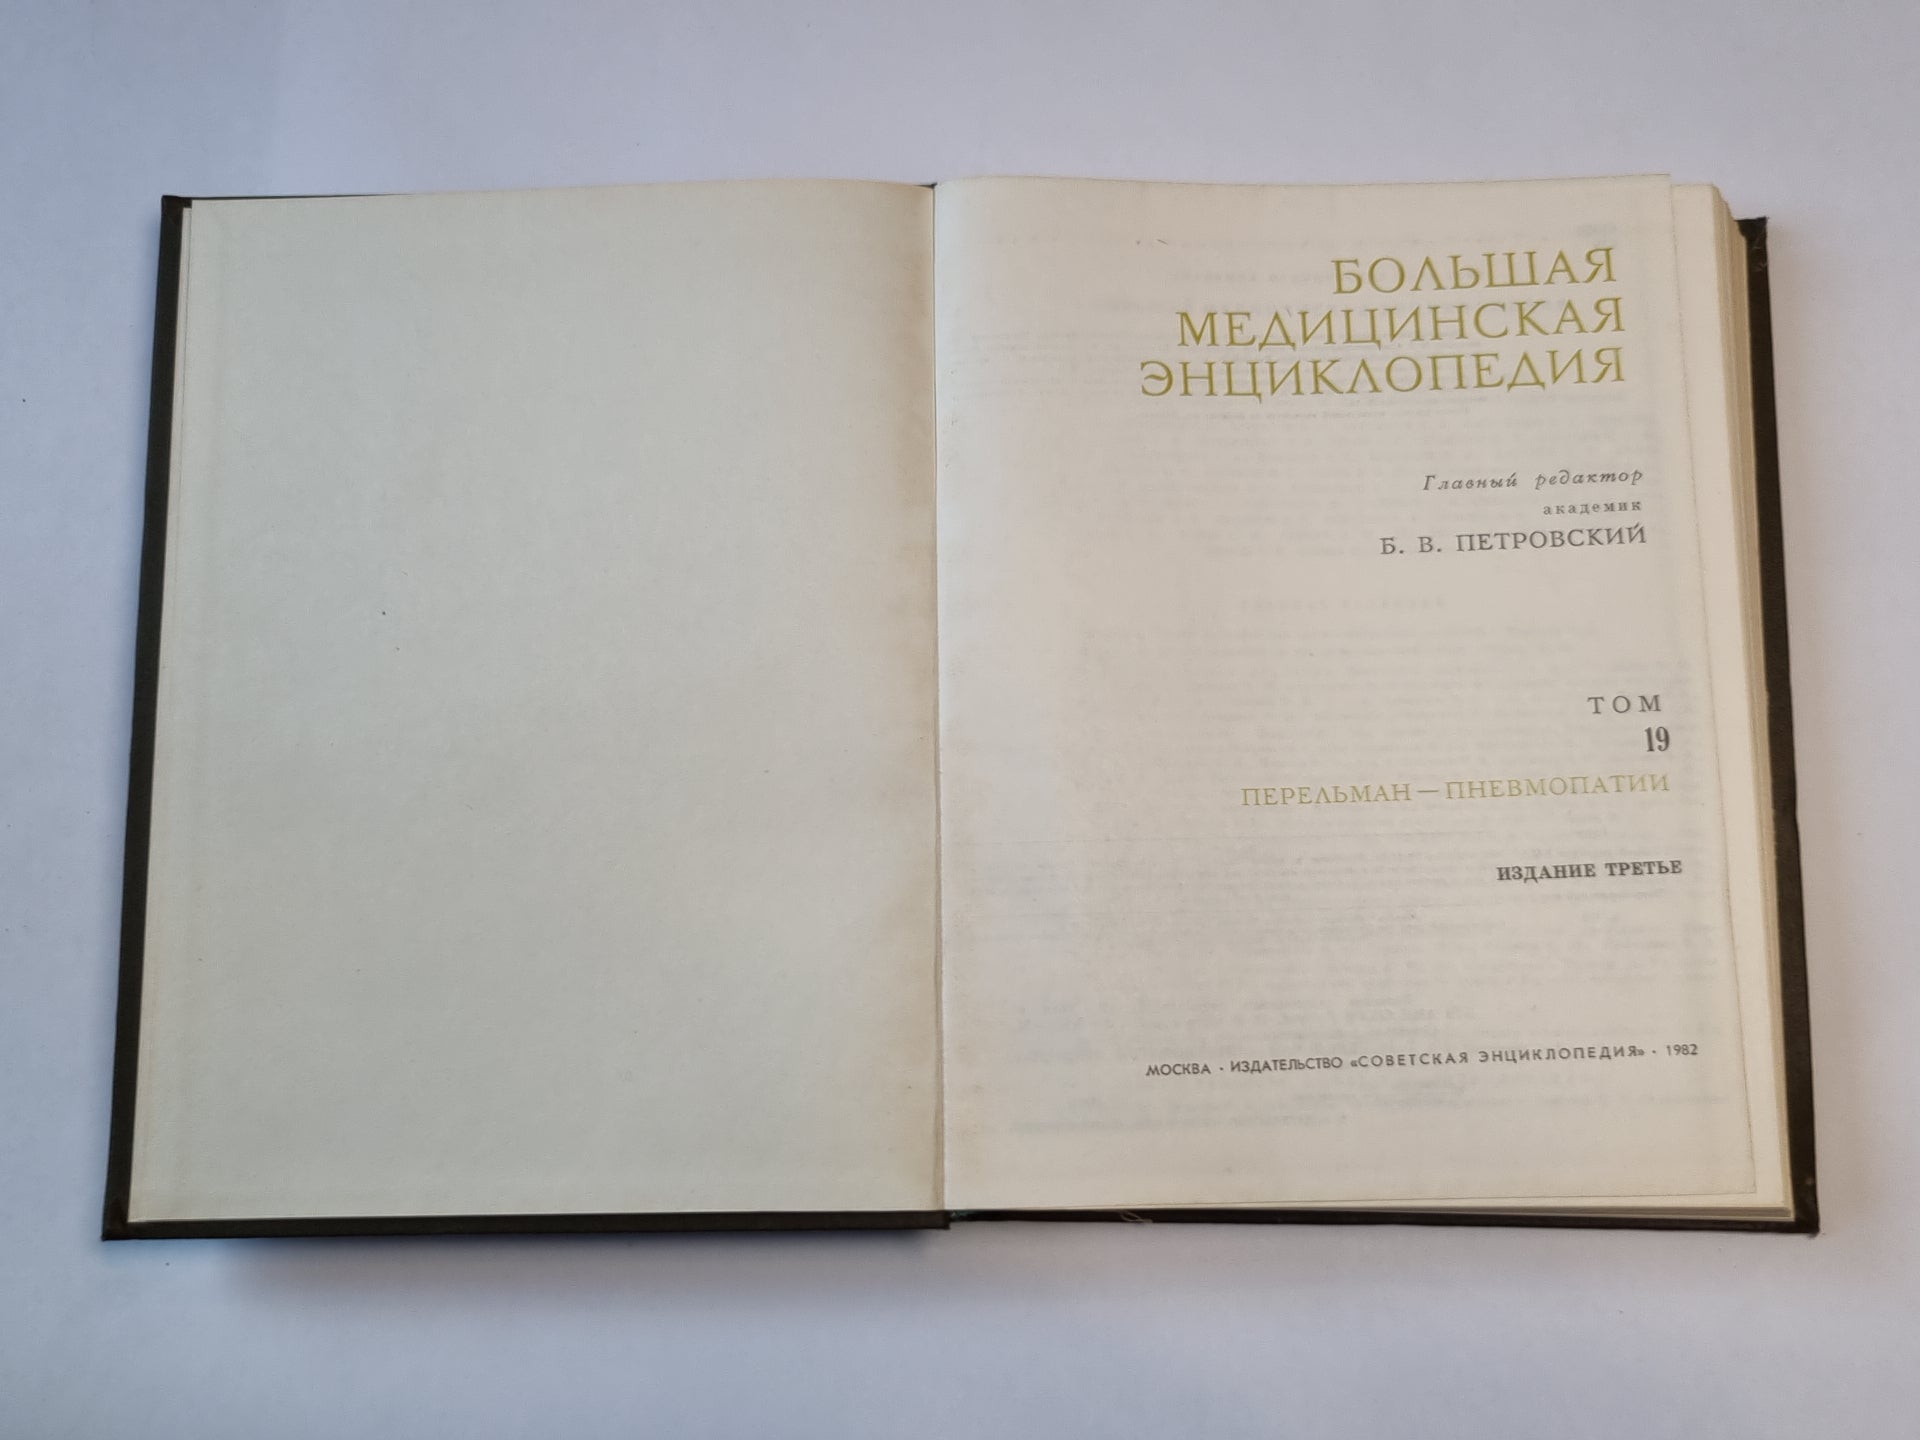 БОЛЬШАЯ
МЕДИЦИНСКАЯ
ЭНЦИКЛОПЕДИЯ
Главный редактор
академик
Б. В. ПЕТРОВСКИЙ
ТОМ
19
ПЕРЕЛЬМАН—ПНЕВМОПАТИИ
ИЗДАНИЕ ТРЕТЬЕ
МОСКВА · ИЗДАТЕЛЬСТВО «СОВЕТСКАЯ ЭНЦИКЛОПЕДИЯ» · 1982